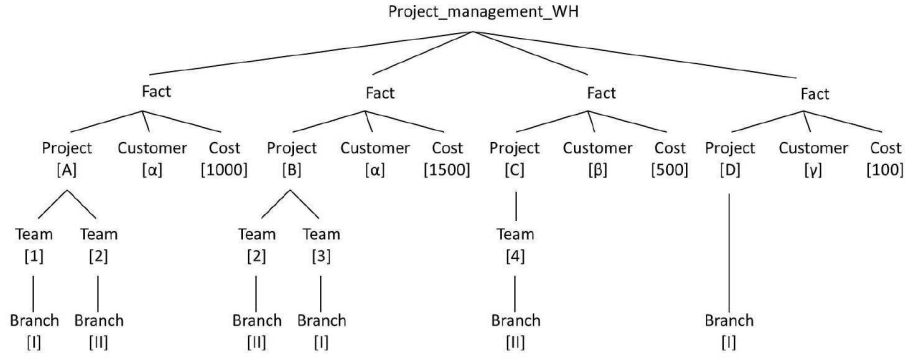 Project_management_WH
Fact Fact Fact Fact
Project Customer Cost Project Customer Cost Project Customer Cost Project Customer Cost
[A] [α] [1000] [B] [α] [1500] [C] [β] [500] [D] [γ] [100]
Team Team Team Team Team
[1] [2] [2] [3] [4]
Branch Branch Branch Branch Branch Branch
[I] [II] [II] [I] [II] [I]